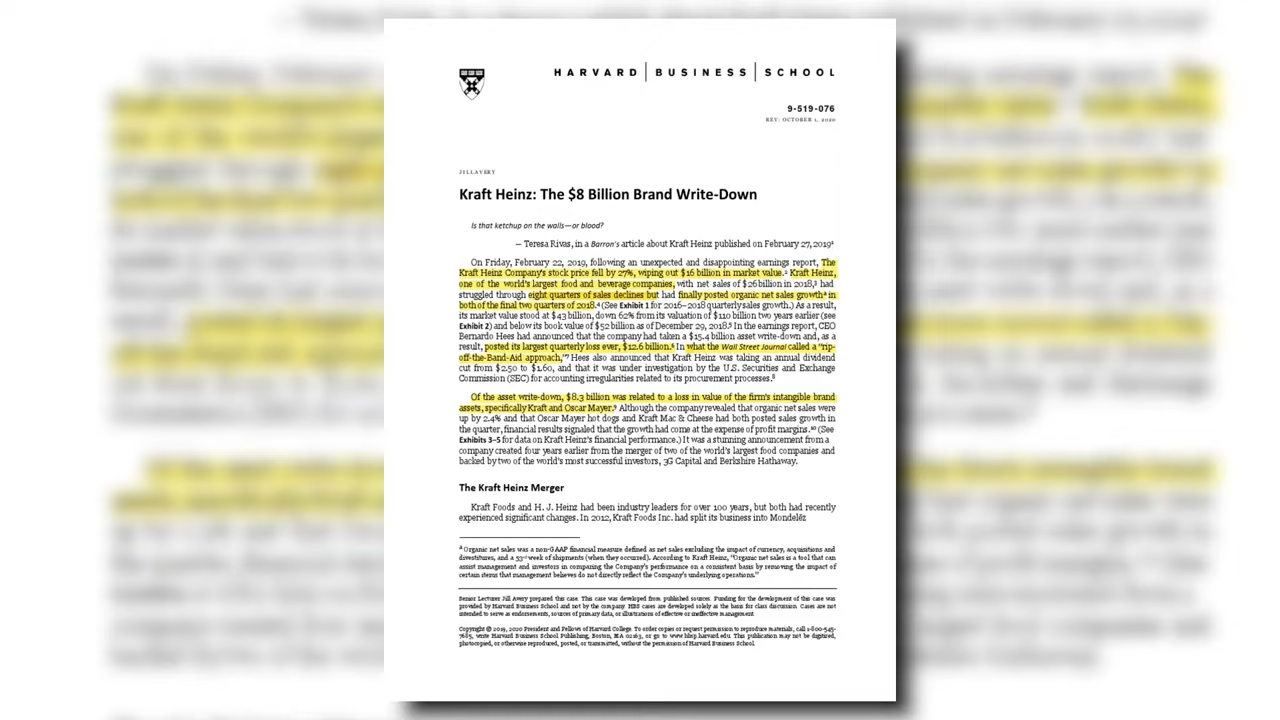 HARVARD | BUSINESS | SCHOOL
9-519-076
REV: OCTOBER 1, 2020
JILL AVERY
Kraft Heinz: The $8 Billion Brand Write-Down
Is that ketchup on the walls—or blood?
— Teresa Rivas, in a Barron's article about Kraft Heinz published on February 27, 2019¹
On Friday, February 22, 2019, following an unexpected and disappointing earnings report, The
Kraft Heinz Company's stock price fell by 27%, wiping out $16 billion in market value.² Kraft Heinz,
one of the world's largest food and beverage companies, with net sales of $26 billion in 2018,³ had
struggled through eight quarters of sales declines but had finally posted organic net sales growthᵃ in
both of the final two quarters of 2018.⁴ (See Exhibit 1 for 2016–2018 quarterly sales growth.) As a result,
its market value stood at $43 billion, down 62% from its valuation of $110 billion two years earlier (see
Exhibit 2) and below its book value of $52 billion as of December 29, 2018.⁵ In the earnings report, CEO
Bernardo Hees had announced that the company had taken a $15.4 billion asset write-down and, as a
result, posted its largest quarterly loss ever, $12.6 billion.⁶ In what the Wall Street Journal called a "rip-
off-the-Band-Aid approach,"⁷ Hees also announced that Kraft Heinz was taking an annual dividend
cut from $2.50 to $1.60, and that it was under investigation by the U.S. Securities and Exchange
Commission (SEC) for accounting irregularities related to its procurement processes.⁸
Of the asset write-down, $8.3 billion was related to a loss in value of the firm's intangible brand
assets, specifically Kraft and Oscar Mayer.⁹ Although the company revealed that organic net sales were
up by 2.4% and that Oscar Mayer hot dogs and Kraft Mac & Cheese had both posted sales growth in
the quarter, financial results signaled that the growth had come at the expense of profit margins.¹⁰ (See
Exhibits 3–5 for data on Kraft Heinz's financial performance.) It was a stunning announcement from a
company created four years earlier from the merger of two of the world's largest food companies and
backed by two of the world's most successful investors, 3G Capital and Berkshire Hathaway.
The Kraft Heinz Merger
Kraft Foods and H. J. Heinz had been industry leaders for over 100 years, but both had recently
experienced significant changes. In 2012, Kraft Foods Inc. had split its business into Mondelēz
ᵃ Organic net sales was a non-GAAP financial measure defined as net sales excluding the impact of currency, acquisitions and
divestitures, and a 53ʳᵈ week of shipments (when they occurred). According to Kraft Heinz, "Organic net sales is a tool that can
assist management and investors in comparing the Company's performance on a consistent basis by removing the impact of
certain items that management believes do not directly reflect the Company's underlying operations."
Senior Lecturer Jill Avery prepared this case. This case was developed from published sources. Funding for the development of this case was
provided by Harvard Business School and not by the company. HBS cases are developed solely as the basis for class discussion. Cases are not
intended to serve as endorsements, sources of primary data, or illustrations of effective or ineffective management.
Copyright © 2019, 2020 President and Fellows of Harvard College. To order copies or request permission to reproduce materials, call 1-800-545-
7685, write Harvard Business School Publishing, Boston, MA 02163, or go to www.hbsp.harvard.edu. This publication may not be digitized,
photocopied, or otherwise reproduced, posted, or transmitted, without the permission of Harvard Business School.